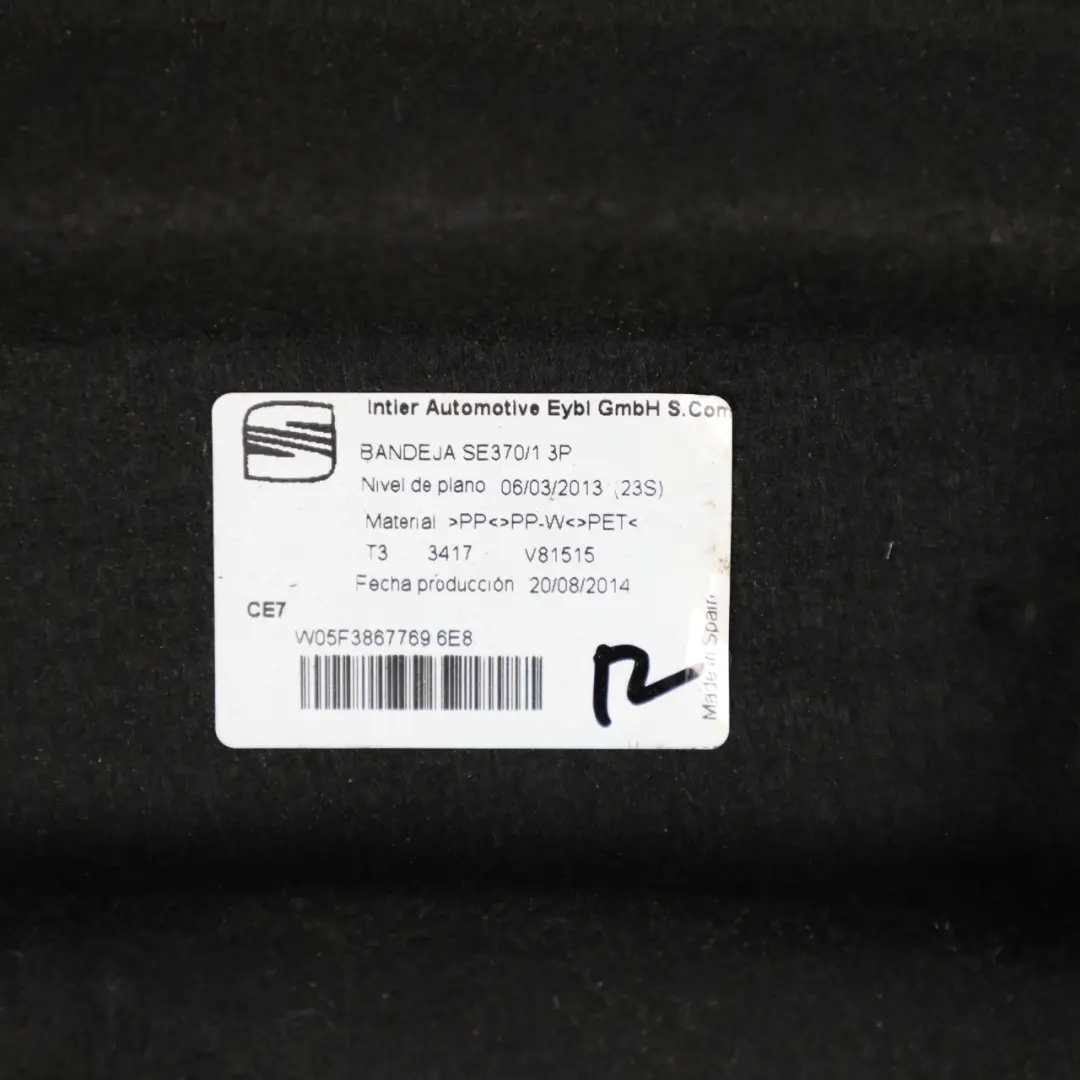 Intier Automotive Eybl GmbH S.Com
BANDEJA SE370/1 3P
Nivel de plano 06/03/2013 (23S)
Material >PP<>PP-W<>PET<
T3 3417 V81515
Fecha producción 20/08/2014
CE7
W05F3867769 6E8
Made in Spain